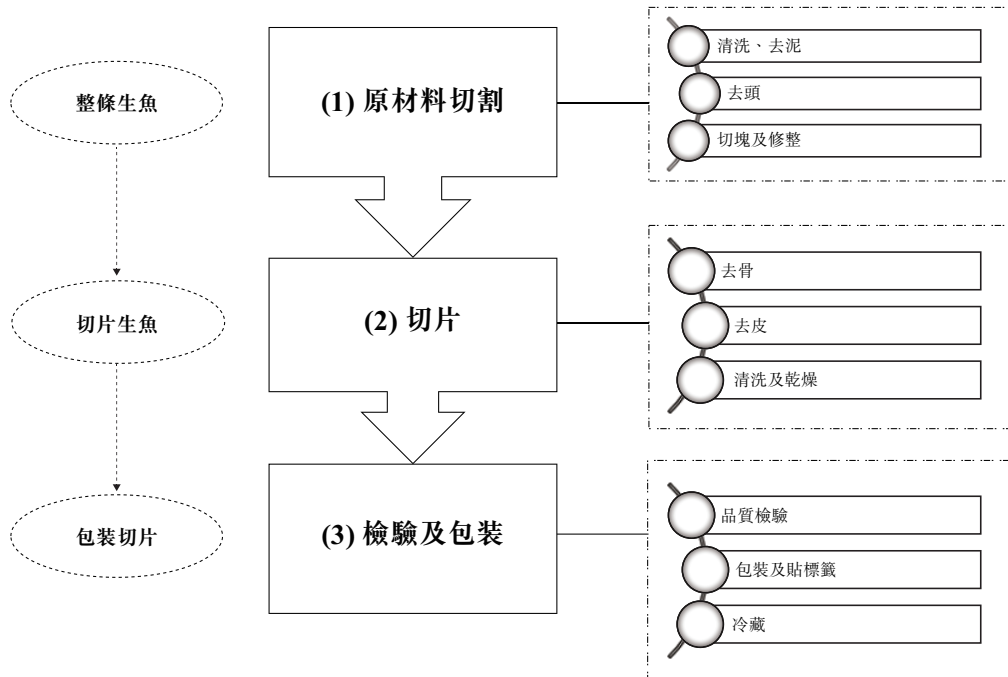 整條生魚
(1) 原材料切割
清洗、去泥
去頭
切塊及修整
切片生魚
(2) 切片
去骨
去皮
清洗及乾燥
包裝切片
(3) 檢驗及包裝
品質檢驗
包裝及貼標籤
冷藏